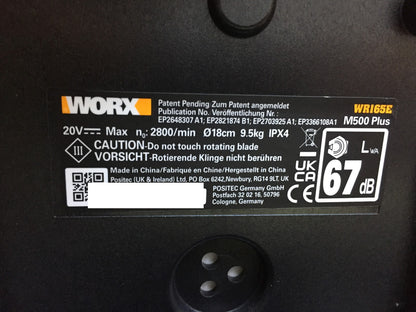 WORX
Patent Pending Zum Patent angemeldet
Publication No. Veröffentlichung Nr.:
EP2648307 A1; EP2821874 B1; EP2703925 A1; EP3366108A1
WR165E
M500 Plus
20V Max n₀: 2800/min Ø18cm 9.5kg IPX4
III CAUTION-Do not touch rotating blade
VORSICHT-Rotierende Klinge nicht berühren
Made in China/Fabriqué en Chine/Hergestellt in China
Positec (UK & Ireland) Ltd, PO Box 6242,Newbury, RG14 9LT, UK
POSITEC Germany GmbH
Postfach 32 02 16, 50796
Cologne, Germany
CE
UK
CA
LWA
67dB